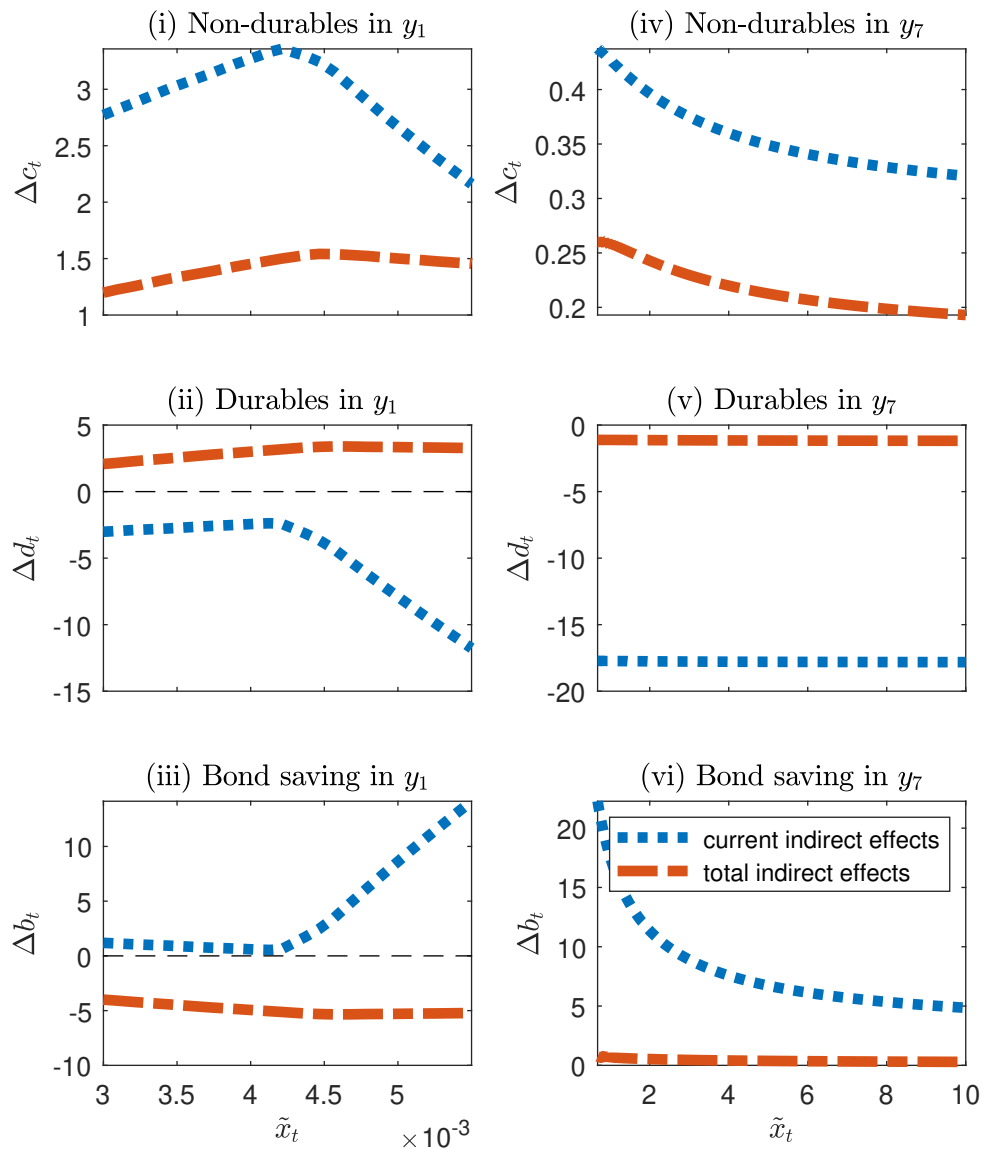 (i) Non-durables in y₁
3
2.5
2
1.5
1
Δcₜ
(iv) Non-durables in y₇
0.4
0.35
0.3
0.25
0.2
Δcₜ
(ii) Durables in y₁
5
0
-5
-10
-15
Δdₜ
(v) Durables in y₇
0
-5
-10
-15
-20
Δdₜ
(iii) Bond saving in y₁
10
5
0
-5
-10
Δbₜ
3 3.5 4 4.5 5
x̃ₜ
×10⁻³
(vi) Bond saving in y₇
20
15
10
5
0
Δbₜ
current indirect effects
total indirect effects
2 4 6 8 10
x̃ₜ